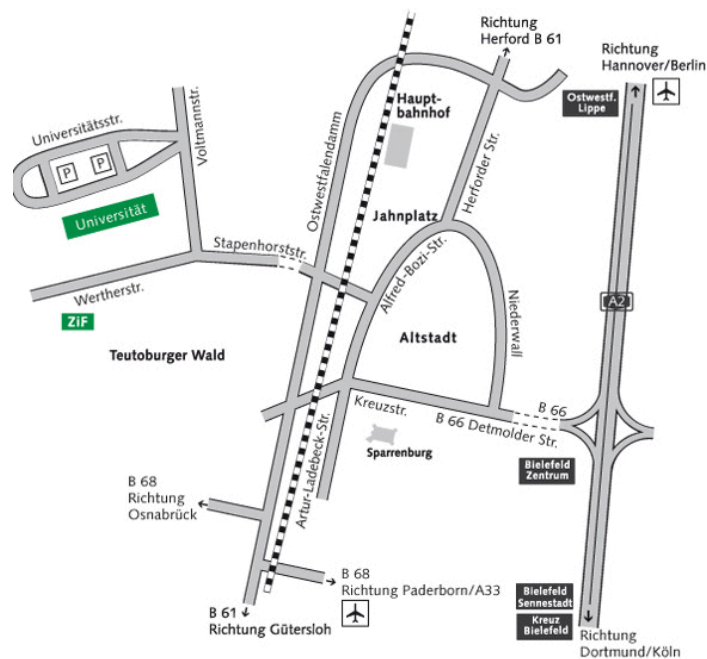 Richtung
Herford B 61
Richtung
Hannover/Berlin
Ostwestf.
Lippe
Haupt-
bahnhof
Universitätsstr.
Voltmannstr.
P
P
Universität
Ostwestfalendamm
Herforder Str.
Jahnplatz
Stapenhorststr.
Alfred-Bozi-Str.
Wertherstr.
Niederwall
A2
ZiF
Altstadt
Teutoburger Wald
Kreuzstr.
B 66 Detmolder Str.
B 66
Artur-Ladebeck-Str.
Sparrenburg
Bielefeld
Zentrum
B 68
Richtung
Osnabrück
B 68
Richtung Paderborn/A33
B 61
Richtung Gütersloh
Bielefeld
Sennestadt
Kreuz
Bielefeld
Richtung
Dortmund/Köln